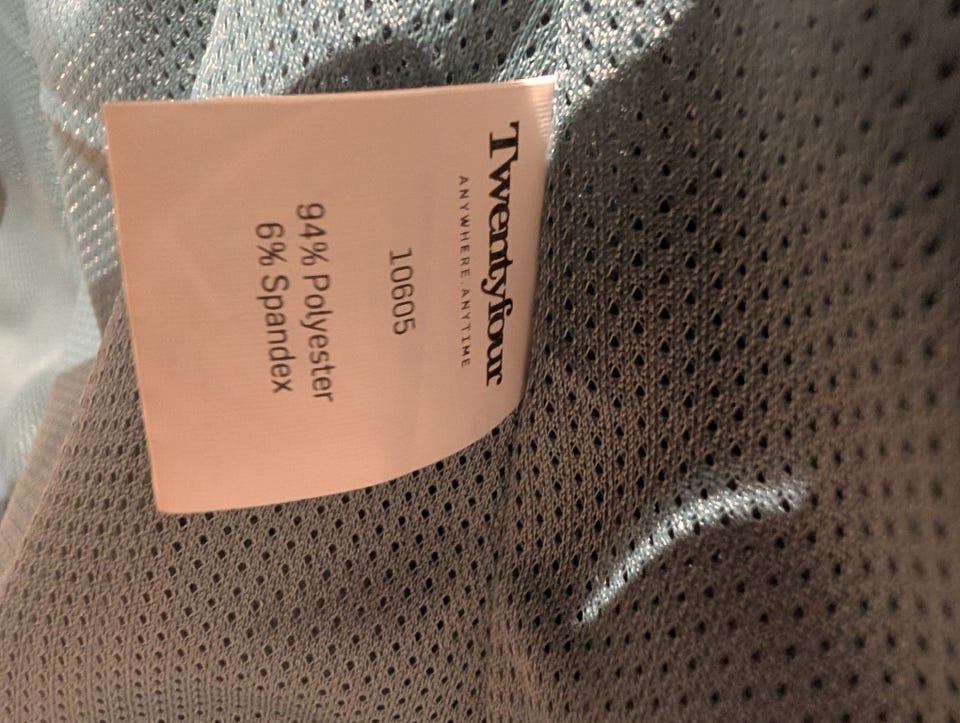 Twentyfour
ANYWHERE.ANYTIME
10605
94% Polyester
6% Spandex